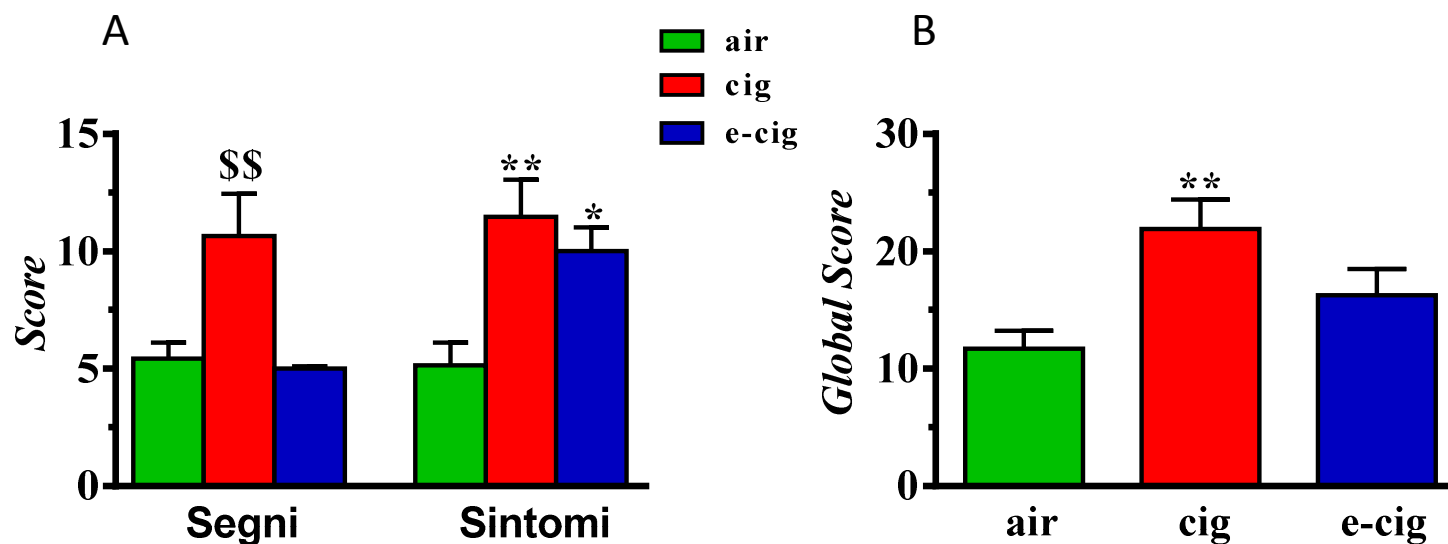 A
air
cig
e-cig
Score
15
10
5
0
$$
**
*
Segni
Sintomi
B
Global Score
30
20
10
0
**
air
cig
e-cig